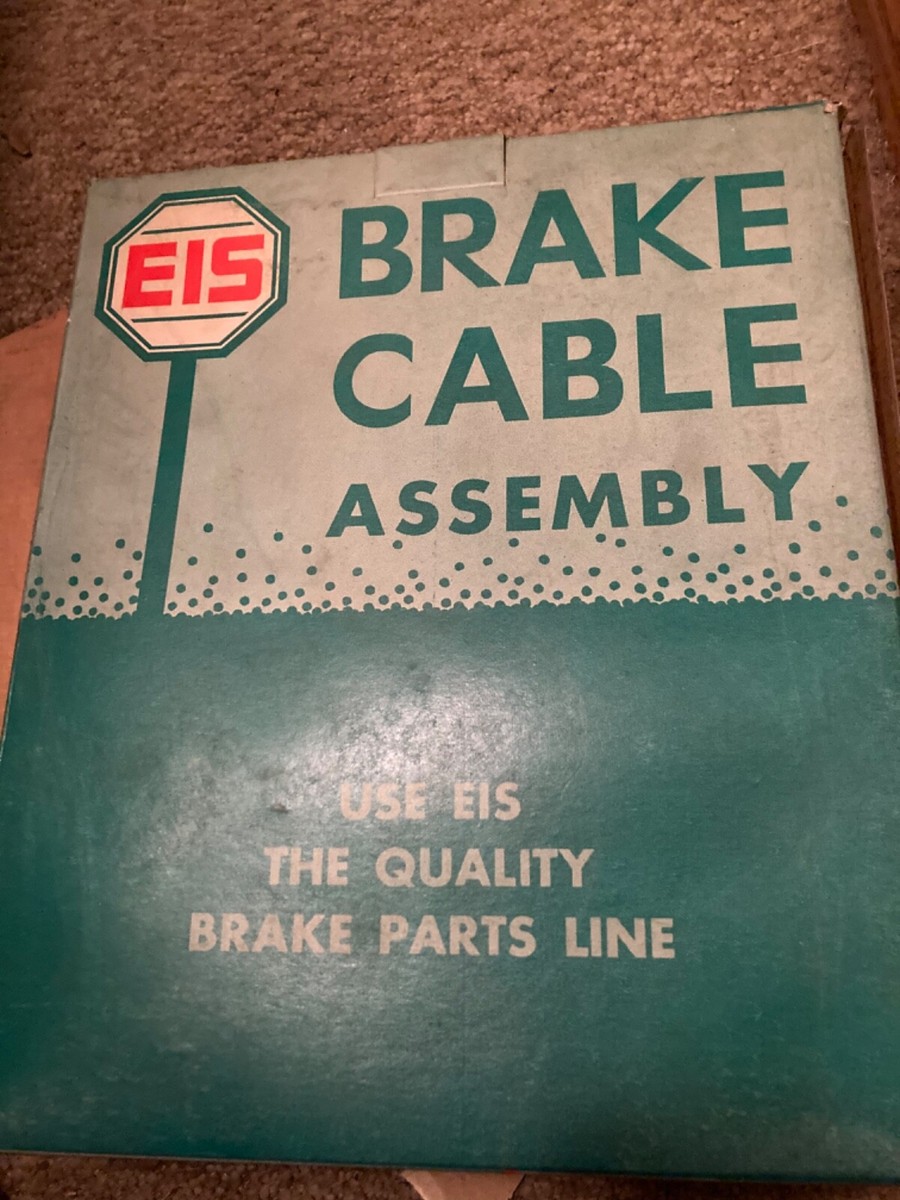 EIS
BRAKE
CABLE
ASSEMBLY
USE EIS
THE QUALITY
BRAKE PARTS LINE